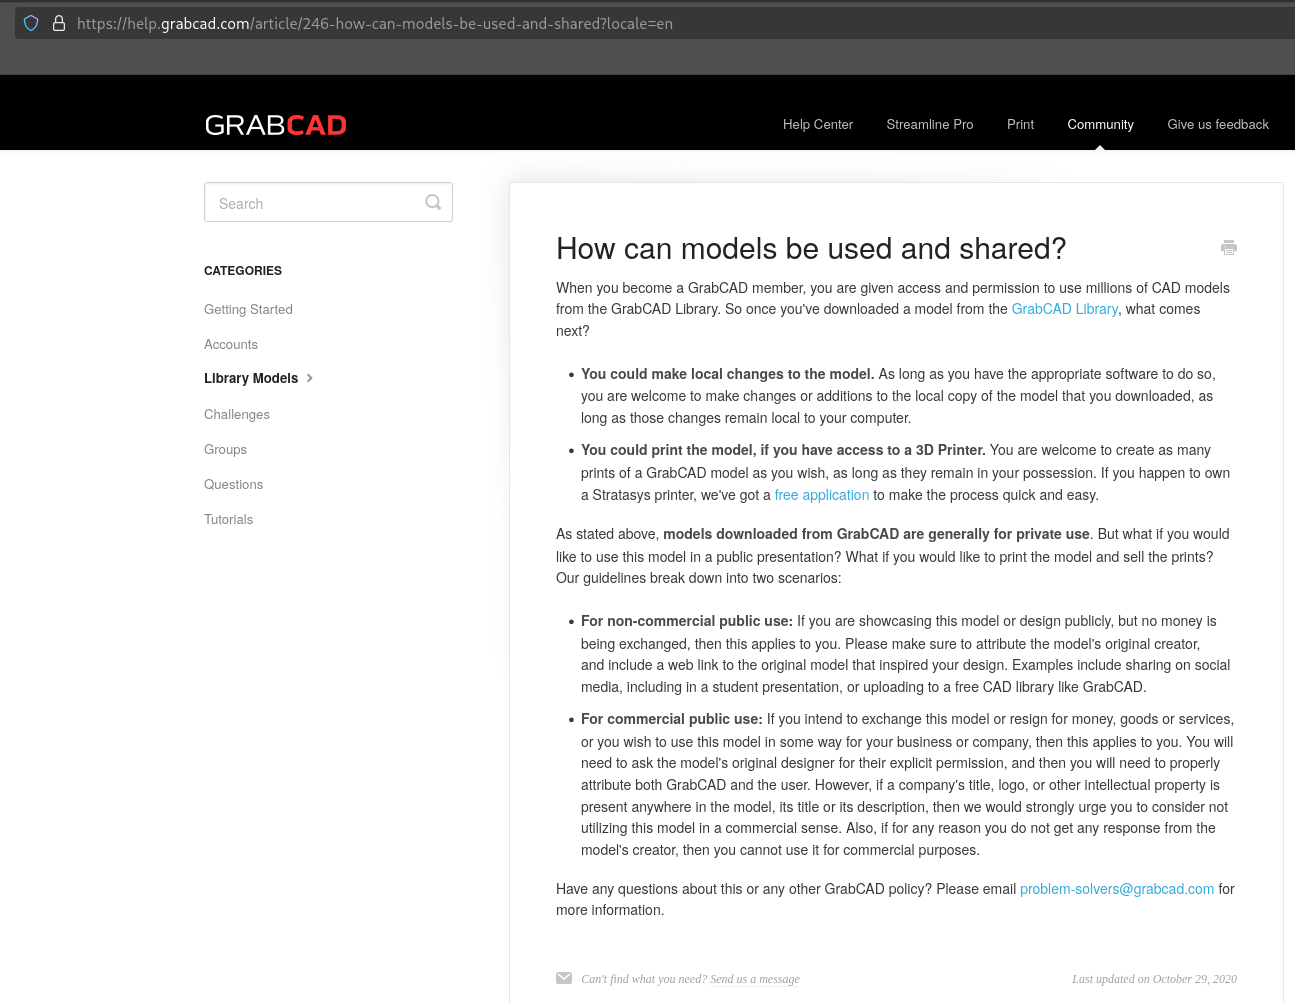 https://help.grabcad.com/article/246-how-can-models-be-used-and-shared?locale=en
GRABCAD
Help Center Streamline Pro Print Community Give us feedback
Search
CATEGORIES
Getting Started
Accounts
Library Models
Challenges
Groups
Questions
Tutorials
How can models be used and shared?
When you become a GrabCAD member, you are given access and permission to use millions of CAD models
from the GrabCAD Library. So once you've downloaded a model from the GrabCAD Library, what comes
next?
• You could make local changes to the model. As long as you have the appropriate software to do so,
you are welcome to make changes or additions to the local copy of the model that you downloaded, as
long as those changes remain local to your computer.
• You could print the model, if you have access to a 3D Printer. You are welcome to create as many
prints of a GrabCAD model as you wish, as long as they remain in your possession. If you happen to own
a Stratasys printer, we've got a free application to make the process quick and easy.
As stated above, models downloaded from GrabCAD are generally for private use. But what if you would
like to use this model in a public presentation? What if you would like to print the model and sell the prints?
Our guidelines break down into two scenarios:
• For non-commercial public use: If you are showcasing this model or design publicly, but no money is
being exchanged, then this applies to you. Please make sure to attribute the model's original creator,
and include a web link to the original model that inspired your design. Examples include sharing on social
media, including in a student presentation, or uploading to a free CAD library like GrabCAD.
• For commercial public use: If you intend to exchange this model or resign for money, goods or services,
or you wish to use this model in some way for your business or company, then this applies to you. You will
need to ask the model's original designer for their explicit permission, and then you will need to properly
attribute both GrabCAD and the user. However, if a company's title, logo, or other intellectual property is
present anywhere in the model, its title or its description, then we would strongly urge you to consider not
utilizing this model in a commercial sense. Also, if for any reason you do not get any response from the
model's creator, then you cannot use it for commercial purposes.
Have any questions about this or any other GrabCAD policy? Please email problem-solvers@grabcad.com for
more information.
Can't find what you need? Send us a message
Last updated on October 29, 2020